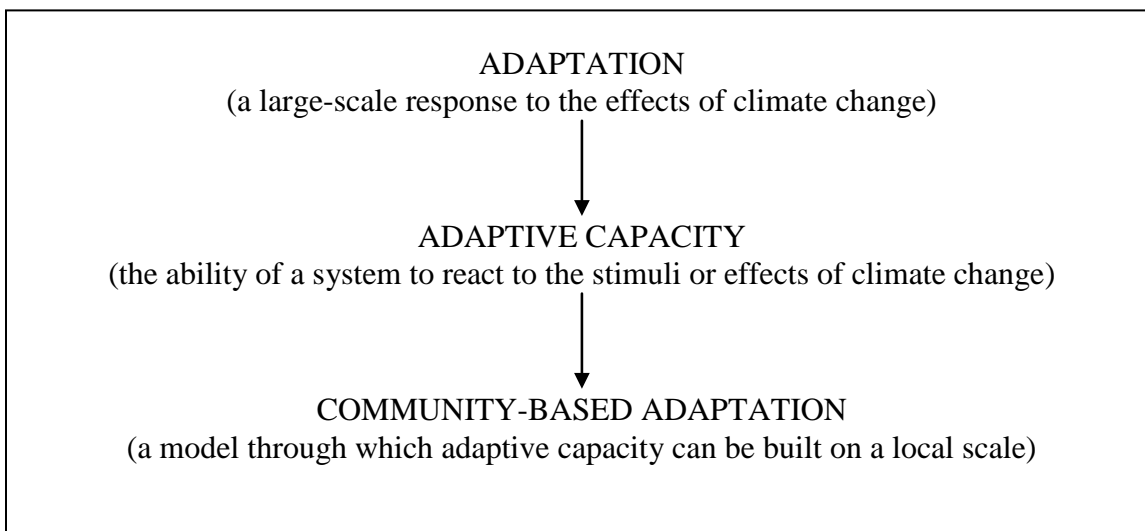 ADAPTATION
(a large-scale response to the effects of climate change)
ADAPTIVE CAPACITY
(the ability of a system to react to the stimuli or effects of climate change)
COMMUNITY-BASED ADAPTATION
(a model through which adaptive capacity can be built on a local scale)